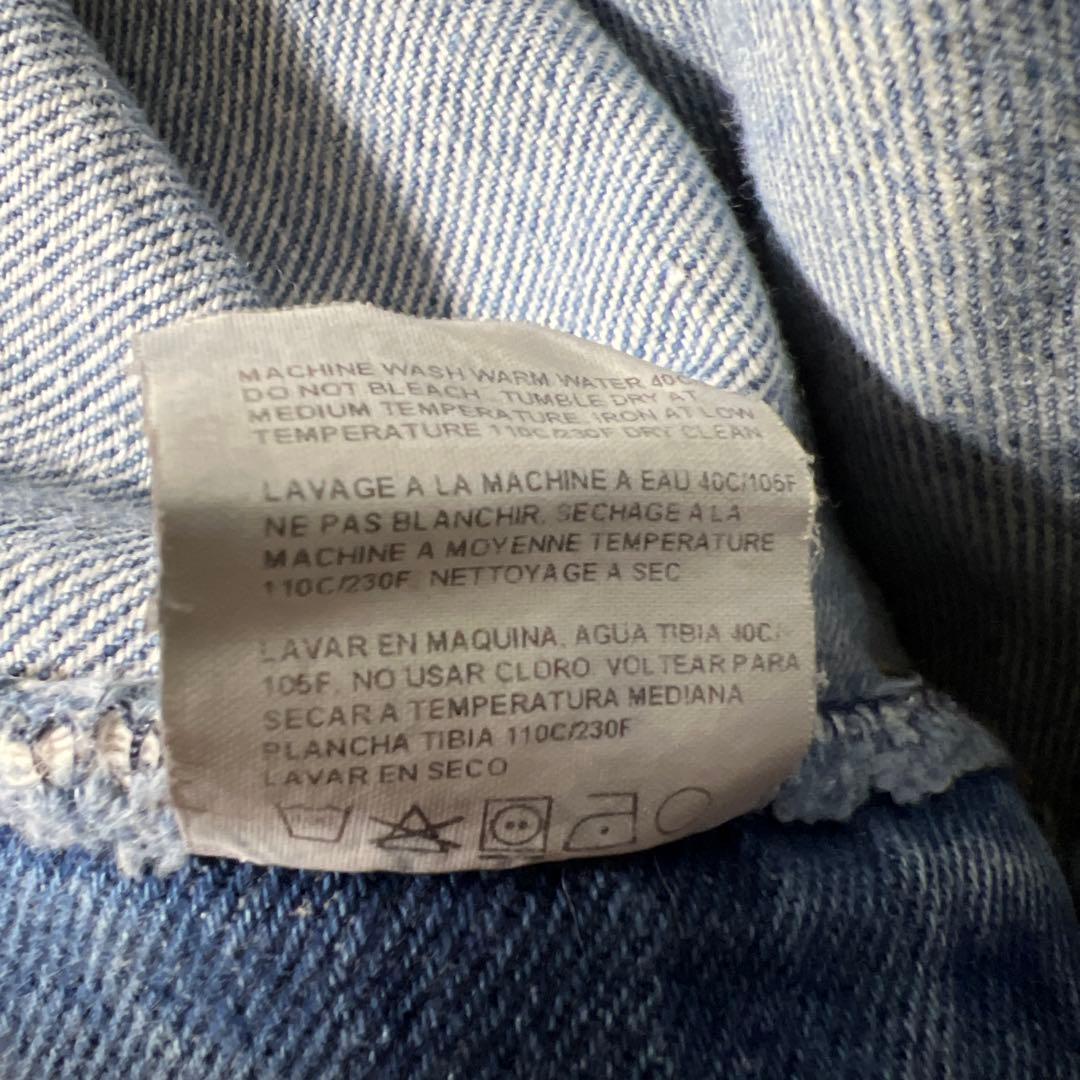 MACHINE WASH WARM WATER 40C
DO NOT BLEACH. TUMBLE DRY AT
MEDIUM TEMPERATURE. IRON AT LOW
TEMPERATURE 110C/230F DRY CLEAN
LAVAGE A LA MACHINE A EAU 40C/105F
NE PAS BLANCHIR. SECHAGE A LA
MACHINE A MOYENNE TEMPERATURE
110C/230F. NETTOYAGE A SEC
LAVAR EN MAQUINA. AGUA TIBIA 40C/
105F. NO USAR CLORO. VOLTEAR PARA
SECAR A TEMPERATURA MEDIANA
PLANCHA TIBIA 110C/230F
LAVAR EN SECO